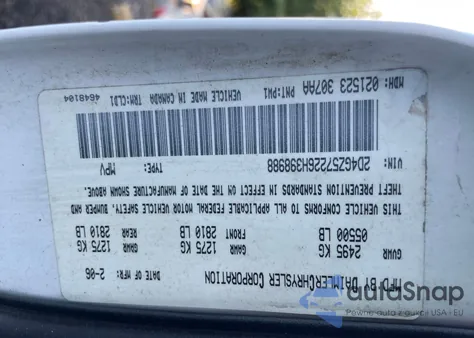 MFD BY DAIMLERCHRYSLER CORPORATION DATE OF MFR: 2-06
GVWR GAWR FRONT GAWR REAR
2495 KG 1275 KG 1275 KG
05500 LB 2810 LB 2810 LB
THIS VEHICLE CONFORMS TO ALL APPLICABLE FEDERAL MOTOR VEHICLE SAFETY, BUMPER AND
THEFT PREVENTION STANDARDS IN EFFECT ON THE DATE OF MANUFACTURE SHOWN ABOVE.
VIN: 2D4GZ57226H398988 TYPE: MPV
MDH: 021523 307AA PNT: PW1 VEHICLE MADE IN CANADA TRM: CLD1 4648104
autoSnap
Pewne auta z aukcji • USA • EU